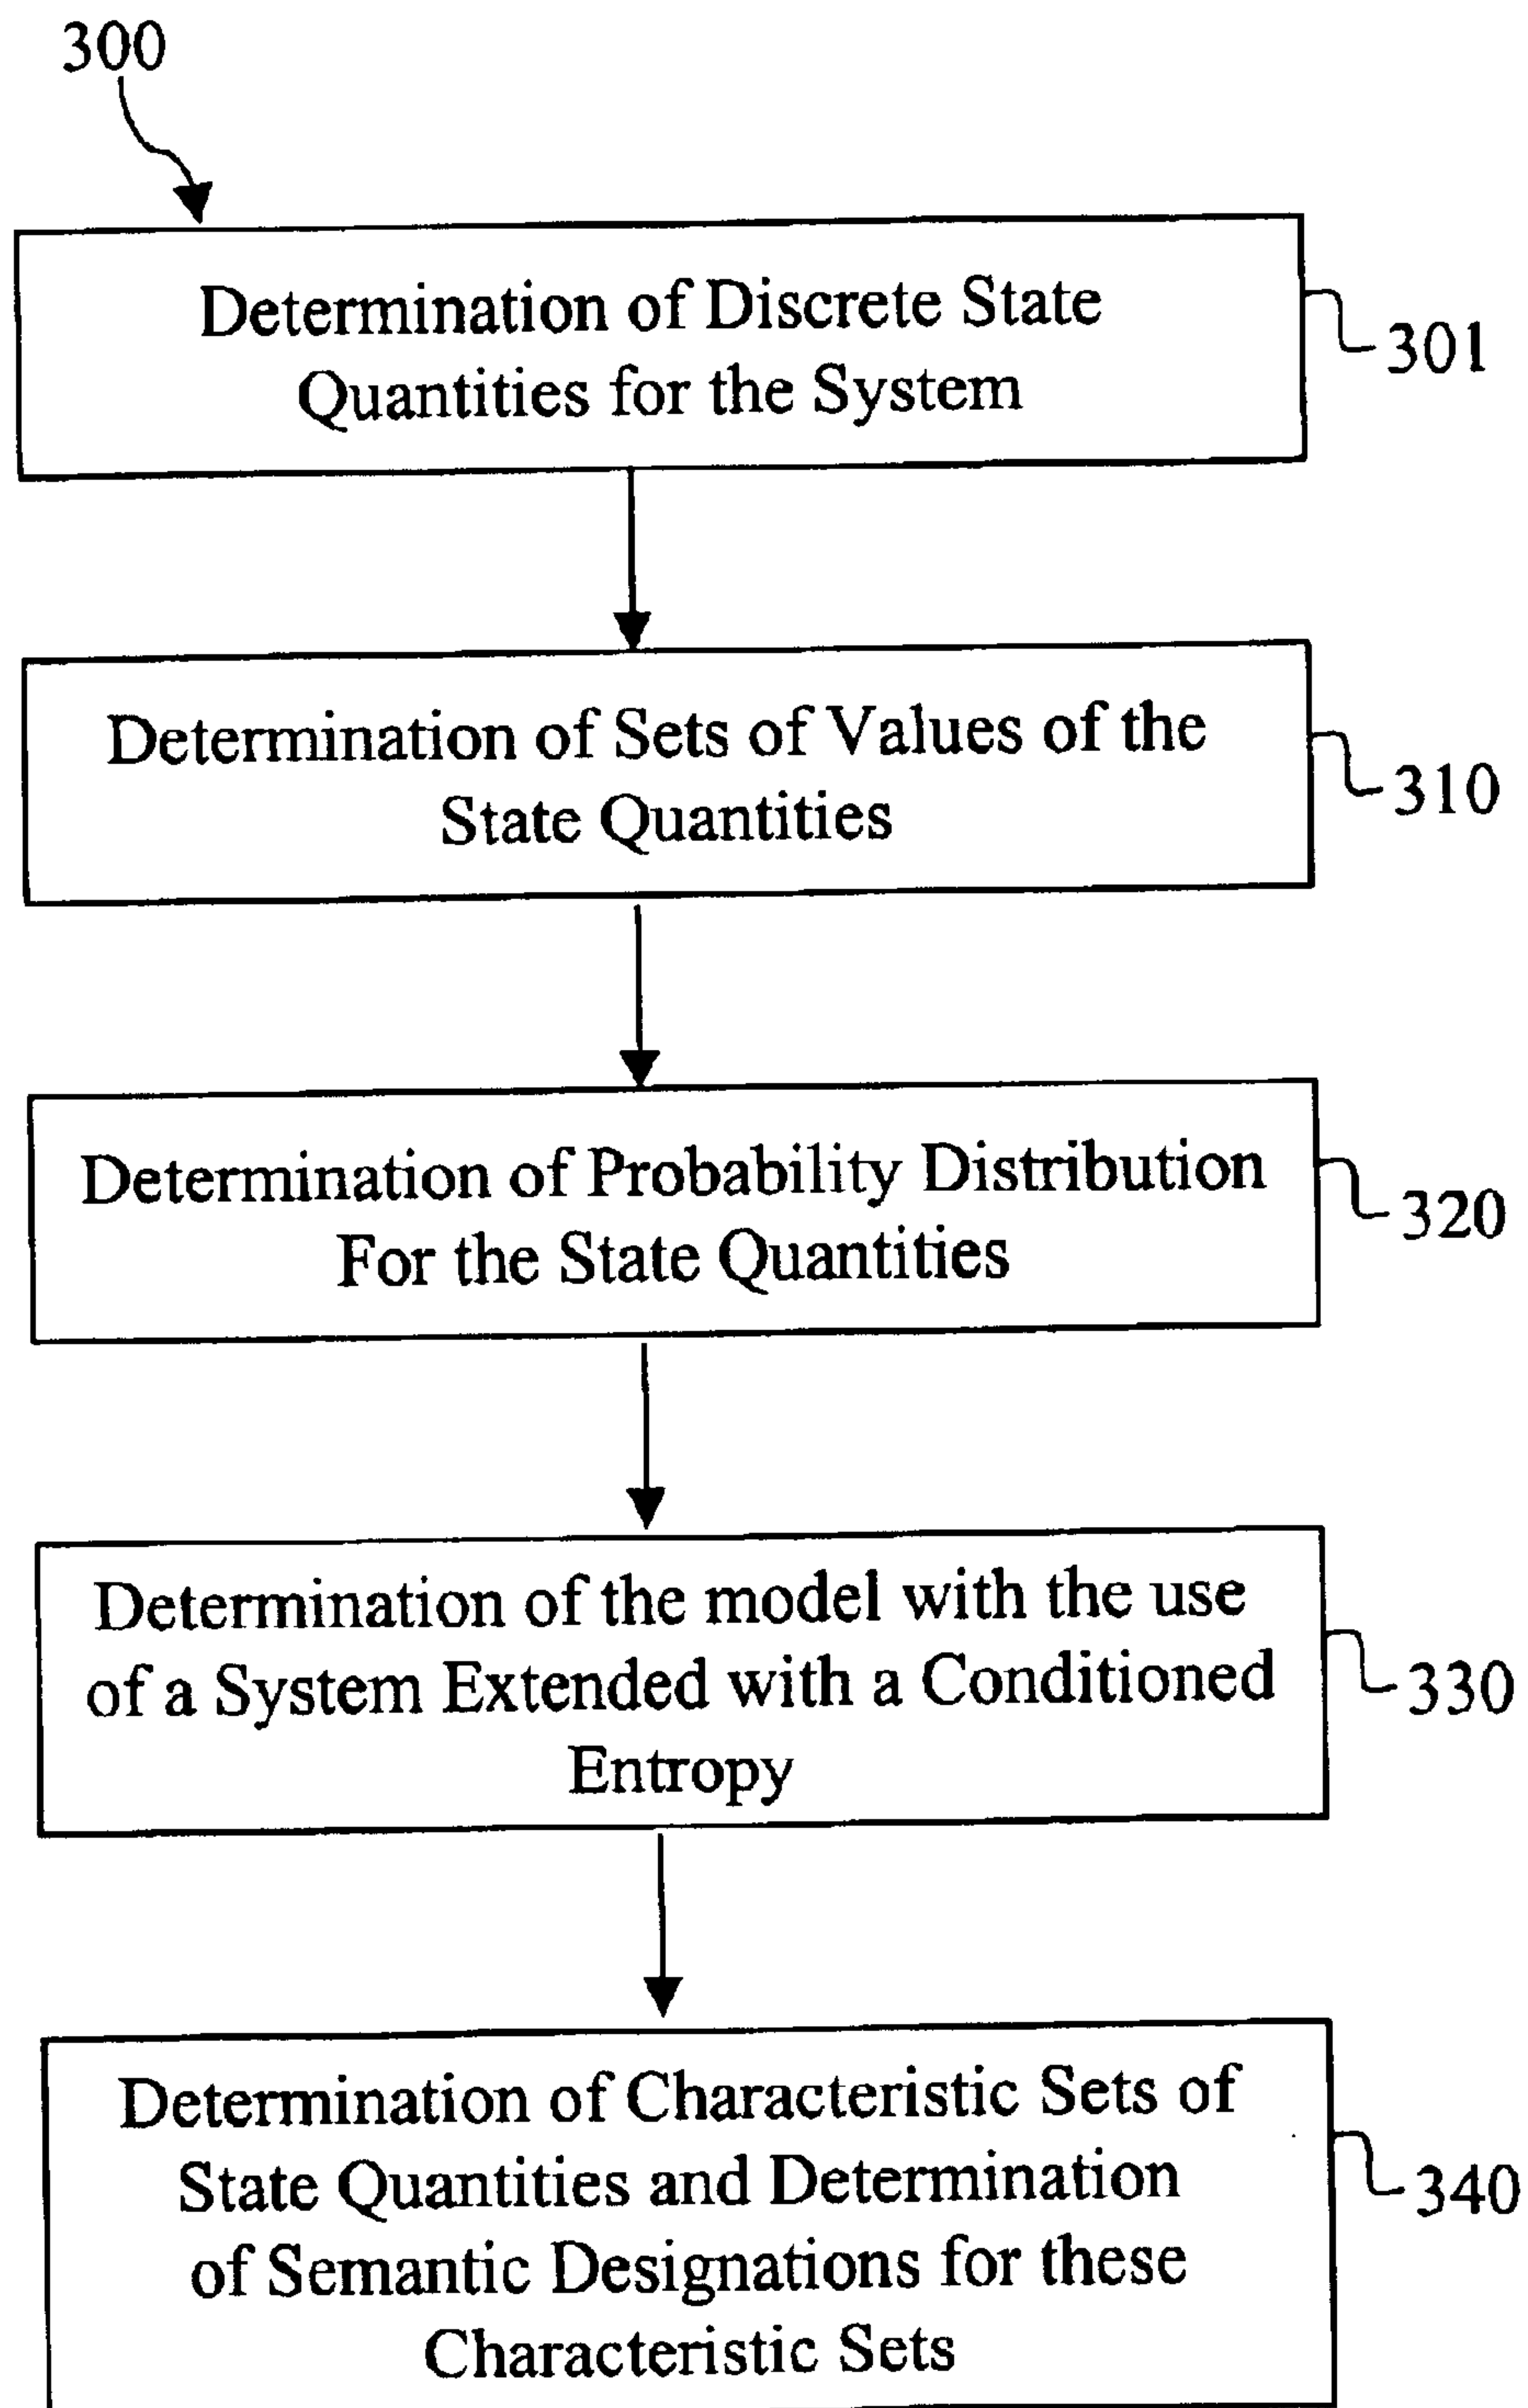 300
Determination of Discrete State
Quantities for the System
301
Determination of Sets of Values of the
State Quantities
310
Determination of Probability Distribution
For the State Quantities
320
Determination of the model with the use
of a System Extended with a Conditioned
Entropy
330
Determination of Characteristic Sets of
State Quantities and Determination
of Semantic Designations for these
Characteristic Sets
340